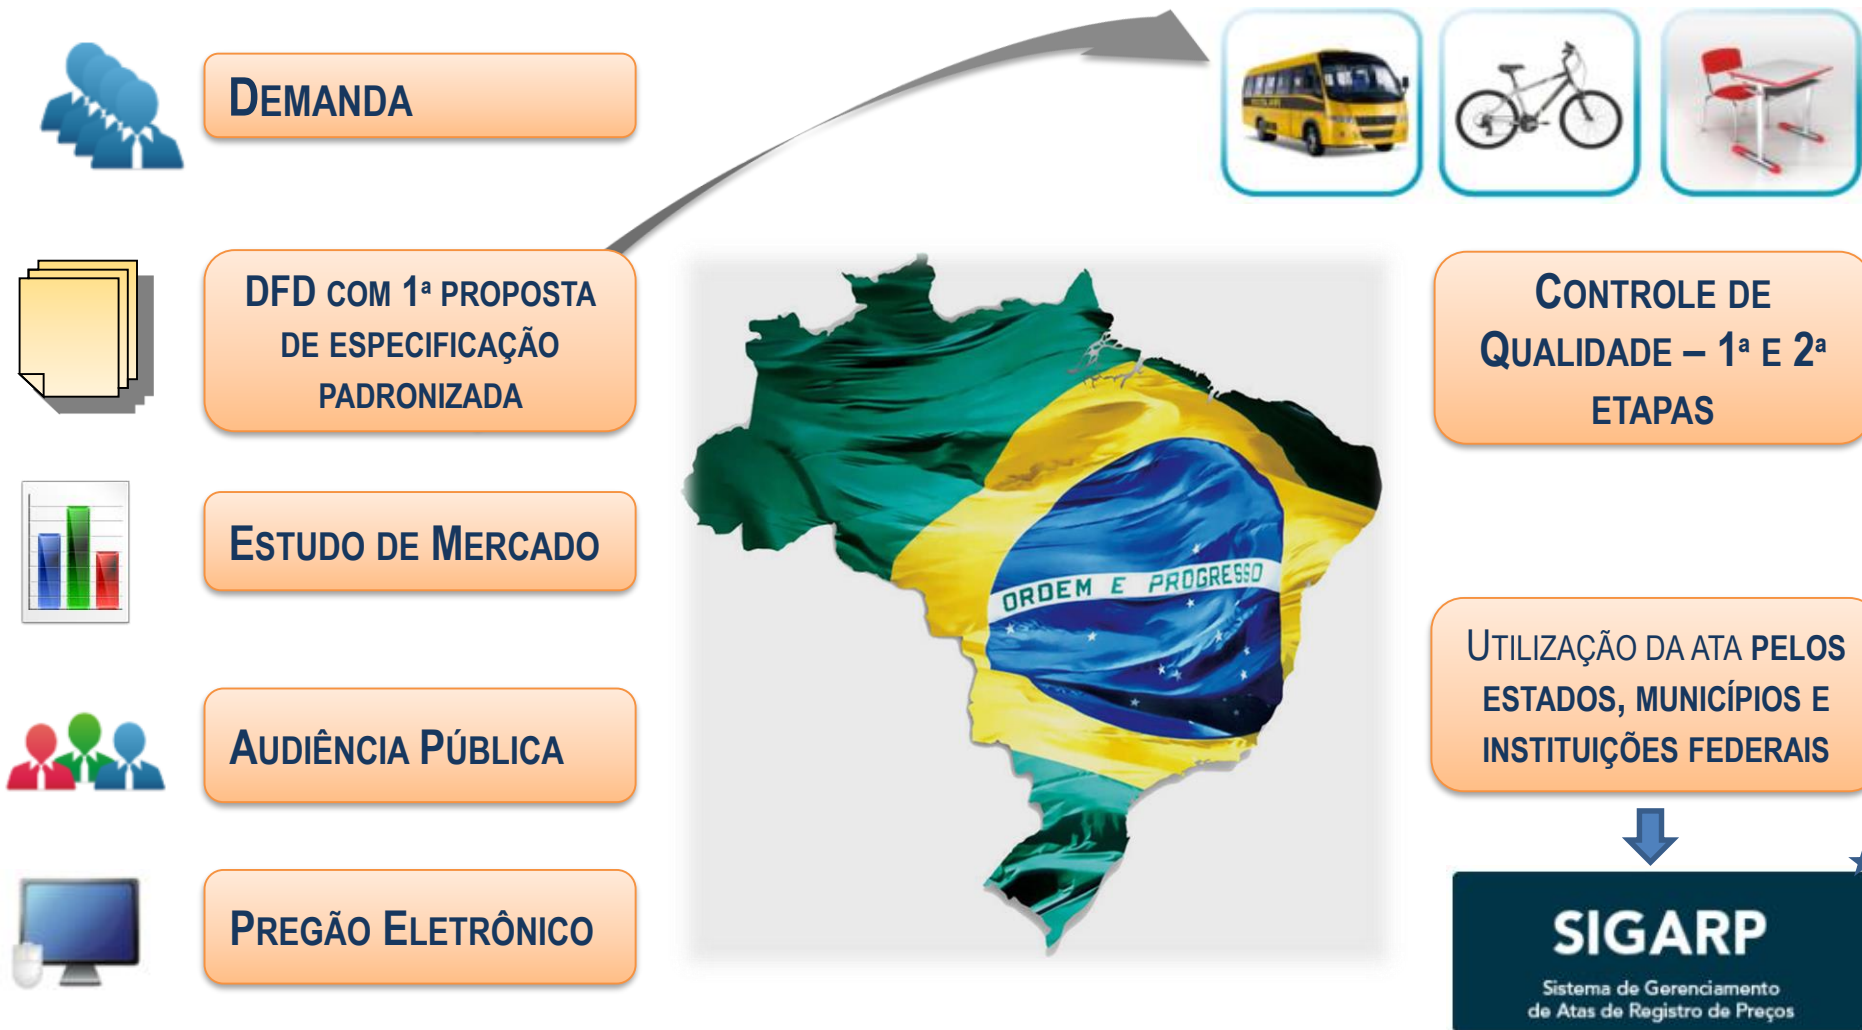 DEMANDA
DFD COM 1ª PROPOSTA
DE ESPECIFICAÇÃO
PADRONIZADA
ESTUDO DE MERCADO
AUDIÊNCIA PÚBLICA
PREGÃO ELETRÔNICO
ORDEM E PROGRESSO
CONTROLE DE
QUALIDADE – 1ª E 2ª
ETAPAS
UTILIZAÇÃO DA ATA PELOS
ESTADOS, MUNICÍPIOS E
INSTITUIÇÕES FEDERAIS
SIGARP
Sistema de Gerenciamento
de Atas de Registro de Preços